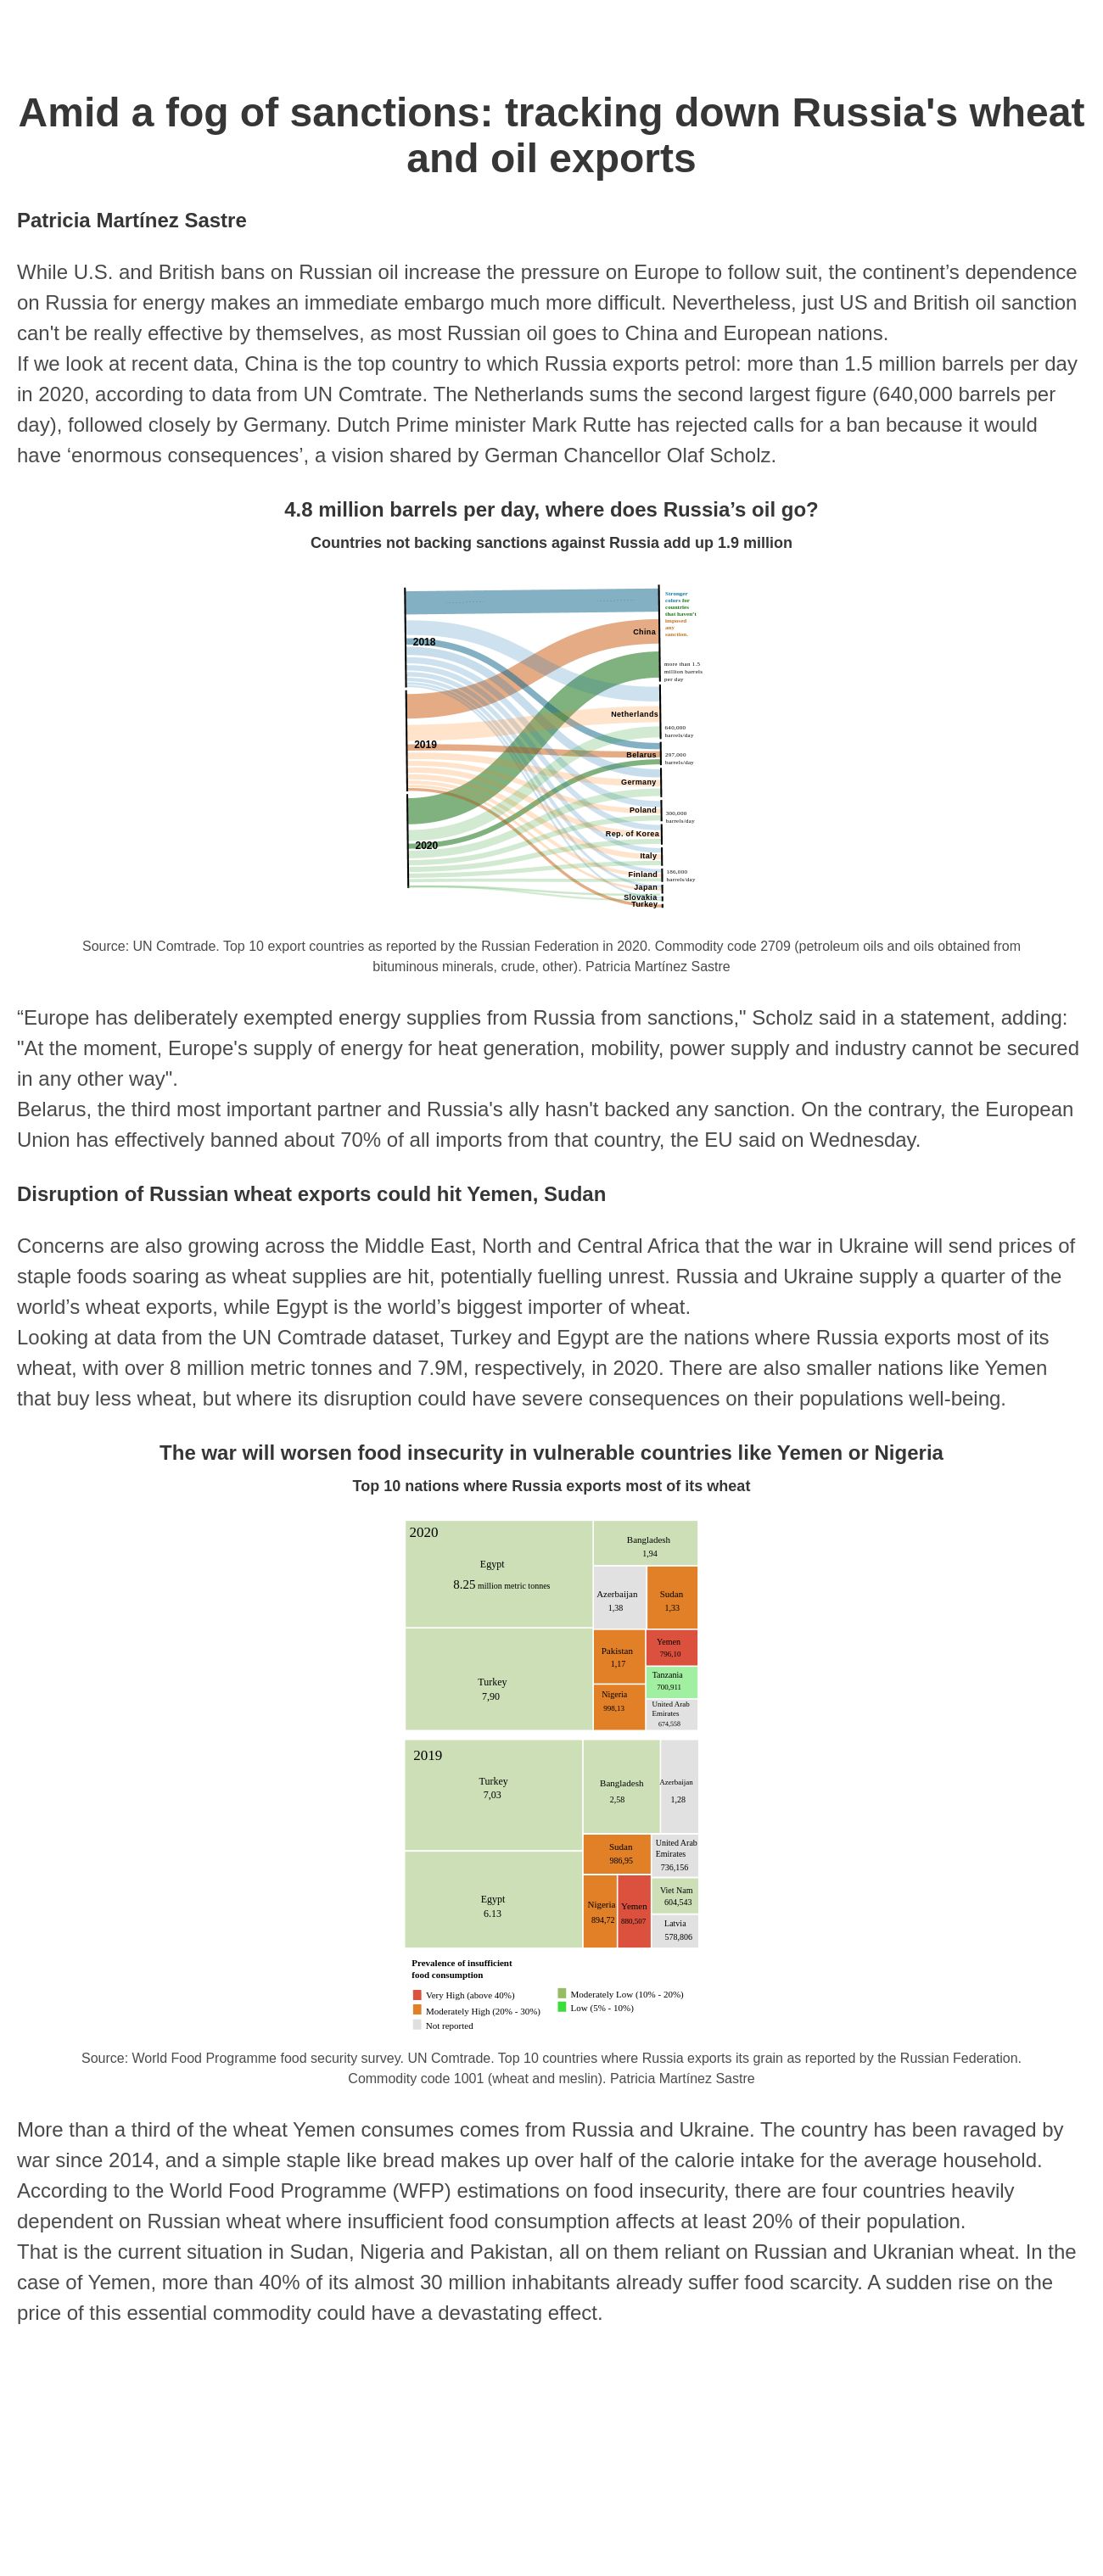 Amid a fog of sanctions: tracking down Russia's wheat
and oil exports
Patricia Martínez Sastre
While U.S. and British bans on Russian oil increase the pressure on Europe to follow suit, the continent’s dependence
on Russia for energy makes an immediate embargo much more difficult. Nevertheless, just US and British oil sanction
can't be really effective by themselves, as most Russian oil goes to China and European nations.
If we look at recent data, China is the top country to which Russia exports petrol: more than 1.5 million barrels per day
in 2020, according to data from UN Comtrate. The Netherlands sums the second largest figure (640,000 barrels per
day), followed closely by Germany. Dutch Prime minister Mark Rutte has rejected calls for a ban because it would
have ‘enormous consequences’, a vision shared by German Chancellor Olaf Scholz.
4.8 million barrels per day, where does Russia’s oil go?
Countries not backing sanctions against Russia add up 1.9 million
Stronger
colors for
countries
that haven't
imposed
any
sanction.
China
2018
more than 1.5
million barrels
per day
Netherlands
640,000
barrels/day
2019
Belarus
297,000
barrels/day
Germany
Poland
300,000
barrels/day
Rep. of Korea
2020
Italy
Finland
180,000
barrels/day
Japan
Slovakia
Turkey
Source: UN Comtrade. Top 10 export countries as reported by the Russian Federation in 2020. Commodity code 2709 (petroleum oils and oils obtained from
bituminous minerals, crude, other). Patricia Martínez Sastre
“Europe has deliberately exempted energy supplies from Russia from sanctions," Scholz said in a statement, adding:
"At the moment, Europe's supply of energy for heat generation, mobility, power supply and industry cannot be secured
in any other way".
Belarus, the third most important partner and Russia's ally hasn't backed any sanction. On the contrary, the European
Union has effectively banned about 70% of all imports from that country, the EU said on Wednesday.
Disruption of Russian wheat exports could hit Yemen, Sudan
Concerns are also growing across the Middle East, North and Central Africa that the war in Ukraine will send prices of
staple foods soaring as wheat supplies are hit, potentially fuelling unrest. Russia and Ukraine supply a quarter of the
world’s wheat exports, while Egypt is the world’s biggest importer of wheat.
Looking at data from the UN Comtrade dataset, Turkey and Egypt are the nations where Russia exports most of its
wheat, with over 8 million metric tonnes and 7.9M, respectively, in 2020. There are also smaller nations like Yemen
that buy less wheat, but where its disruption could have severe consequences on their populations well-being.
The war will worsen food insecurity in vulnerable countries like Yemen or Nigeria
Top 10 nations where Russia exports most of its wheat
2020
Egypt
8.25 million metric tonnes
Bangladesh
1,94
Azerbaijan
1,38
Sudan
1,33
Turkey
7,90
Pakistan
1,17
Yemen
796,10
Tanzania
700,911
Nigeria
998,13
United Arab
Emirates
674,558
2019
Turkey
7,03
Bangladesh
2,58
Azerbaijan
1,28
Sudan
986,95
United Arab
Emirates
736,156
Egypt
6.13
Nigeria
894,72
Yemen
880,507
Viet Nam
604,543
Latvia
578,806
Prevalence of insufficient
food consumption
Very High (above 40%)
Moderately High (20% - 30%)
Not reported
Moderately Low (10% - 20%)
Low (5% - 10%)
Source: World Food Programme food security survey. UN Comtrade. Top 10 countries where Russia exports its grain as reported by the Russian Federation.
Commodity code 1001 (wheat and meslin). Patricia Martínez Sastre
More than a third of the wheat Yemen consumes comes from Russia and Ukraine. The country has been ravaged by
war since 2014, and a simple staple like bread makes up over half of the calorie intake for the average household.
According to the World Food Programme (WFP) estimations on food insecurity, there are four countries heavily
dependent on Russian wheat where insufficient food consumption affects at least 20% of their population.
That is the current situation in Sudan, Nigeria and Pakistan, all on them reliant on Russian and Ukranian wheat. In the
case of Yemen, more than 40% of its almost 30 million inhabitants already suffer food scarcity. A sudden rise on the
price of this essential commodity could have a devastating effect.